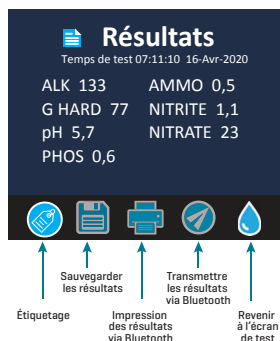 Résultats
Temps de test 07:11:10 16-Avr-2020
ALK 133 AMMO 0,5
G HARD 77 NITRITE 1,1
pH 5,7 NITRATE 23
PHOS 0,6
Sauvegarder
les résultats
Transmettre
les résultats
via Bluetooth
Étiquetage
Impression
des résultats
via Bluetooth
Revenir
à l'écran
de test